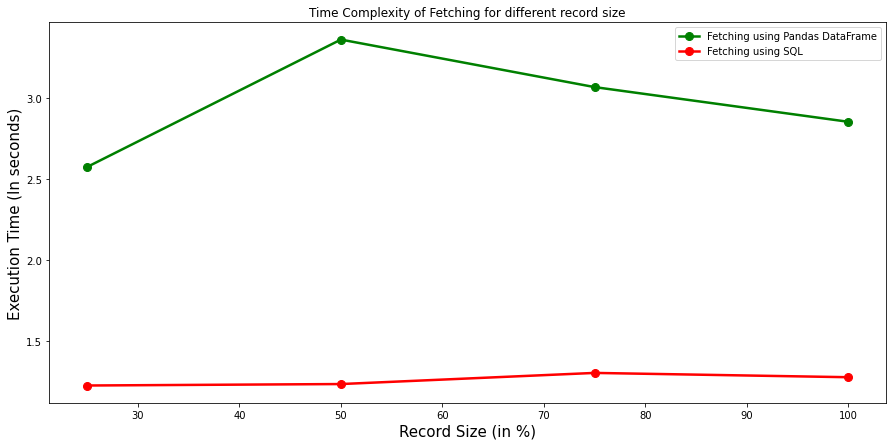 Time Complexity of Fetching for different record size
Fetching using Pandas DataFrame
Fetching using SQL
Execution Time (In seconds)
3.0
2.5
2.0
1.5
30 40 50 60 70 80 90 100
Record Size (in %)